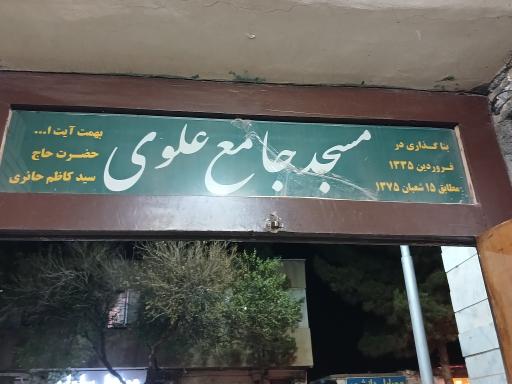 بنا گذاری در
فروردین ۱۳۳۵
مطابق ۱۵ شعبان ۱۳۷۵
مسجد جامع علوی
بهمت آیت ا...
حضرت حاج
سید کاظم حائری